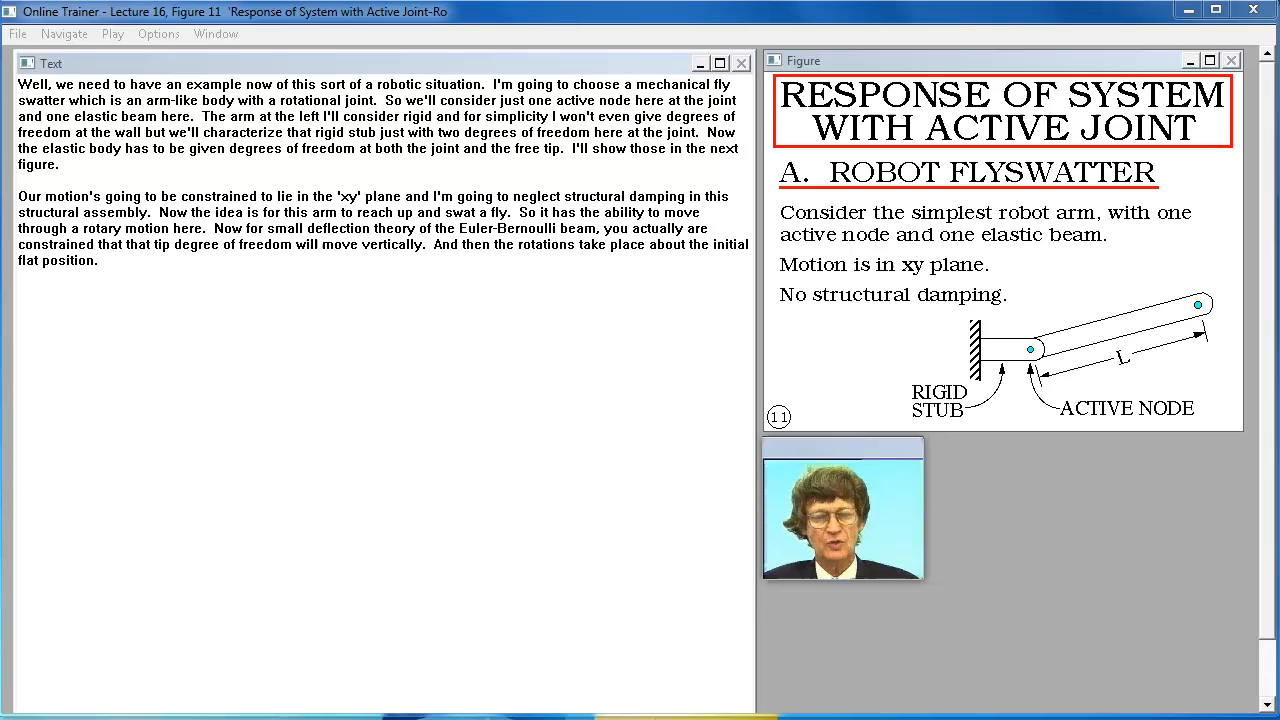 Online Trainer - Lecture 16, Figure 11  'Response of System with Active Joint-Ro
File Navigate Play Options Window
Text
Well, we need to have an example now of this sort of a robotic situation.  I'm going to choose a mechanical fly
swatter which is an arm-like body with a rotational joint.  So we'll consider just one active node here at the joint
and one elastic beam here.  The arm at the left I'll consider rigid and for simplicity I won't even give degrees of
freedom at the wall but we'll characterize that rigid stub just with two degrees of freedom here at the joint.  Now
the elastic body has to be given degrees of freedom at both the joint and the free tip.  I'll show those in the next
figure.
Our motion's going to be constrained to lie in the 'xy' plane and I'm going to neglect structural damping in this
structural assembly.  Now the idea is for this arm to reach up and swat a fly.  So it has the ability to move
through a rotary motion here.  Now for small deflection theory of the Euler-Bernoulli beam, you actually are
constrained that that tip degree of freedom will move vertically.  And then the rotations take place about the initial
flat position.
Figure
RESPONSE OF SYSTEM
WITH ACTIVE JOINT
A. ROBOT FLYSWATTER
Consider the simplest robot arm, with one
active node and one elastic beam.
Motion is in xy plane.
No structural damping.
L
RIGID
STUB
ACTIVE NODE
11